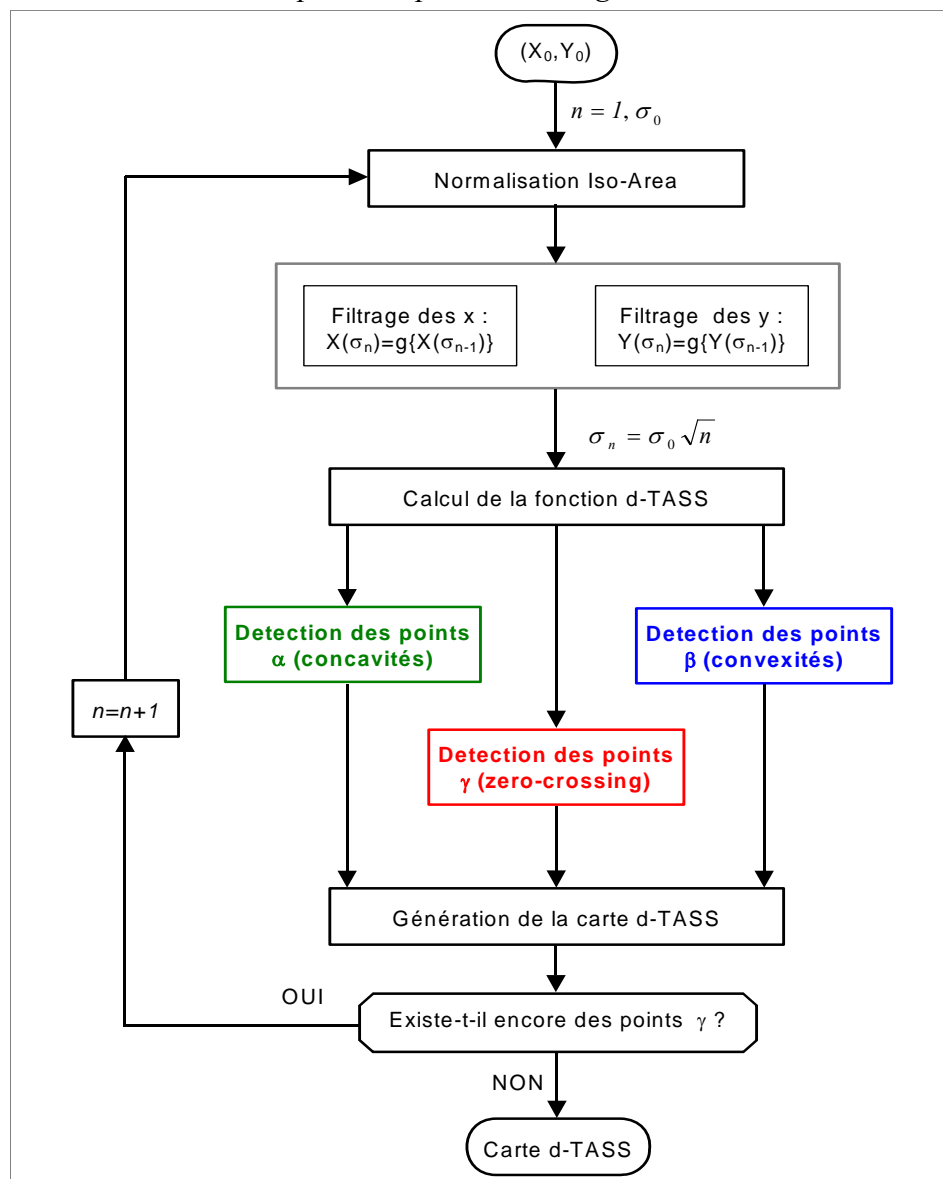 (X₀,Y₀)
n = 1, σ₀
Normalisation Iso-Area
Filtrage des x :
X(σₙ)=g{X(σₙ₋₁)}
Filtrage des y :
Y(σₙ)=g{Y(σₙ₋₁)}
σₙ = σ₀ √n
Calcul de la fonction d-TASS
Detection des points
α (concavités)
Detection des points
β (convexités)
n=n+1
Detection des points
γ (zero-crossing)
Génération de la carte d-TASS
OUI
Existe-t-il encore des points γ ?
NON
Carte d-TASS